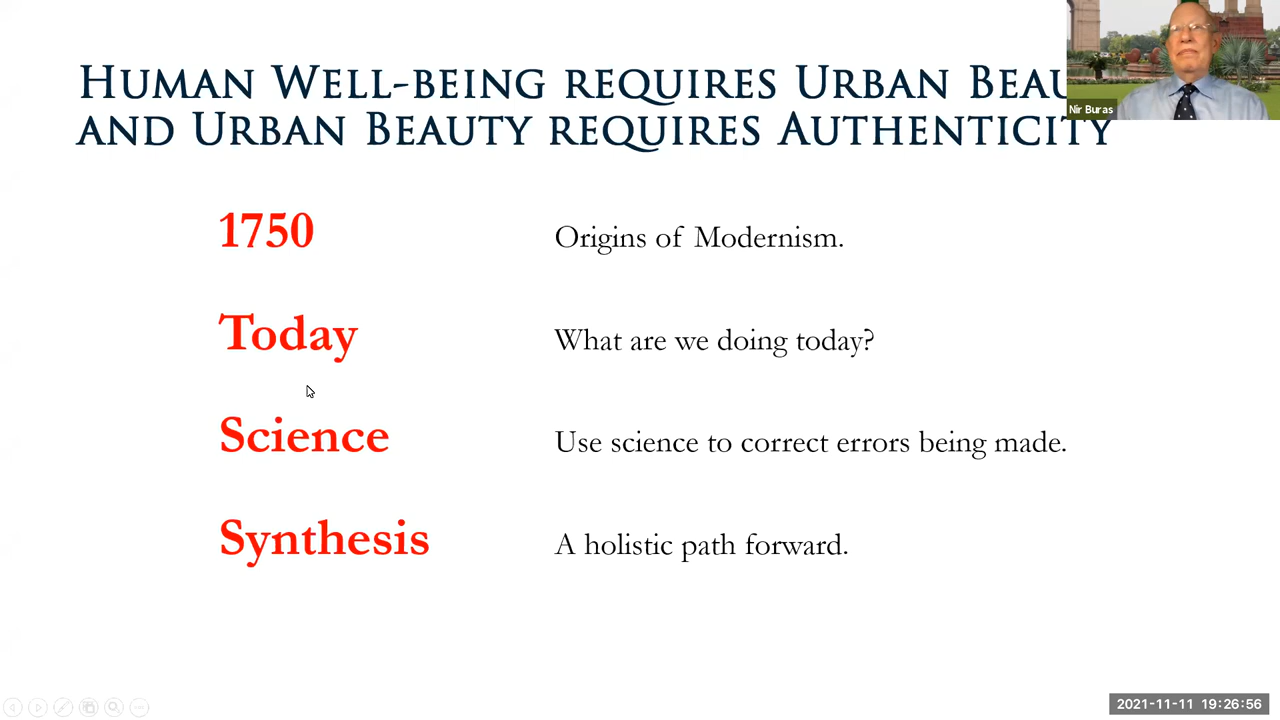 HUMAN WELL-BEING REQUIRES URBAN BEAU
AND URBAN BEAUTY REQUIRES AUTHENTICITY
Nir Buras
1750 Origins of Modernism.
Today What are we doing today?
Science Use science to correct errors being made.
Synthesis A holistic path forward.
2021-11-11 19:26:56